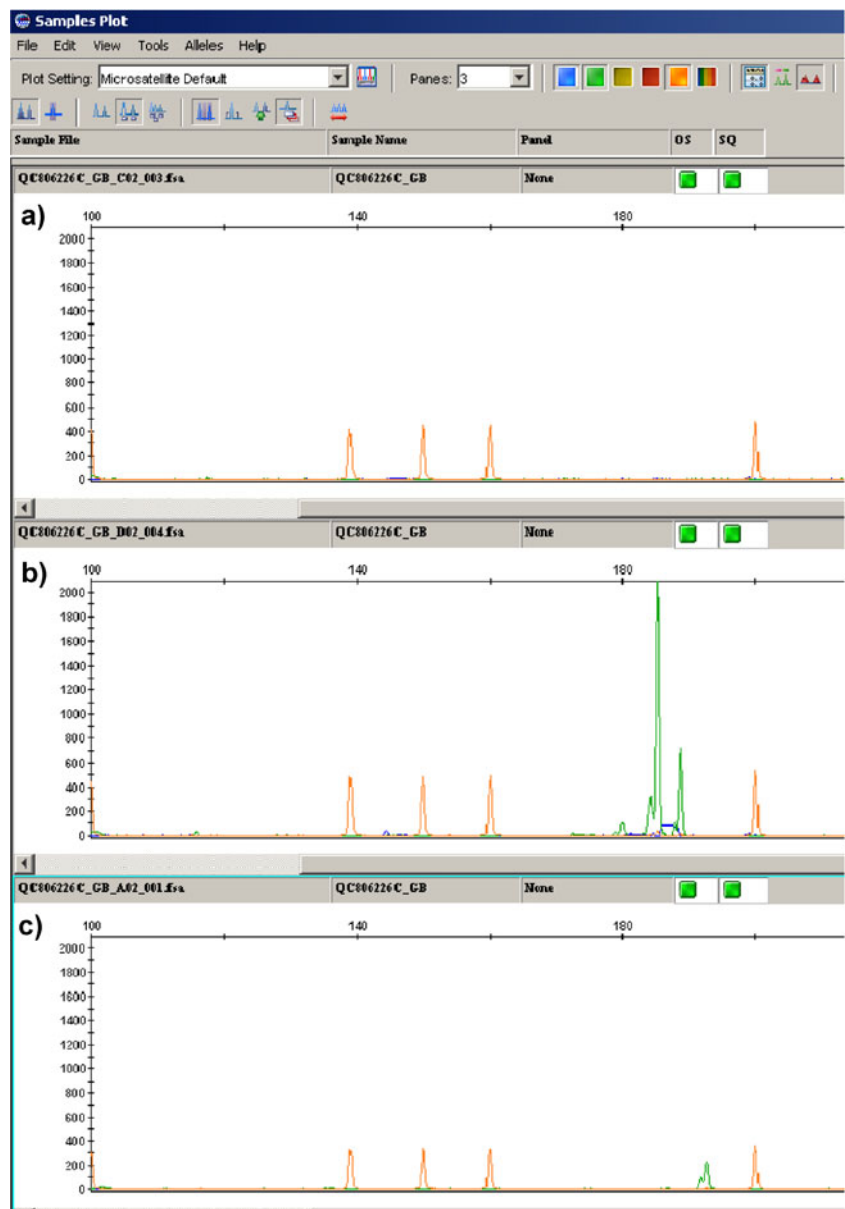 Samples Plot
File Edit View Tools Alleles Help
Plot Setting: Microsatellite Default Panes: 3
Sample File Sample Name Panel OS SQ
QC806226C_GB_C02_003.fsa QC806226C_GB None
a)
100 140 180
2000
1800
1600
1400
1200
1000
800
600
400
200
0
QC806226C_GB_D02_004.fsa QC806226C_GB None
b)
100 140 180
2000
1800
1600
1400
1200
1000
800
600
400
200
0
QC806226C_GB_A02_001.fsa QC806226C_GB None
c)
100 140 180
2000
1800
1600
1400
1200
1000
800
600
400
200
0